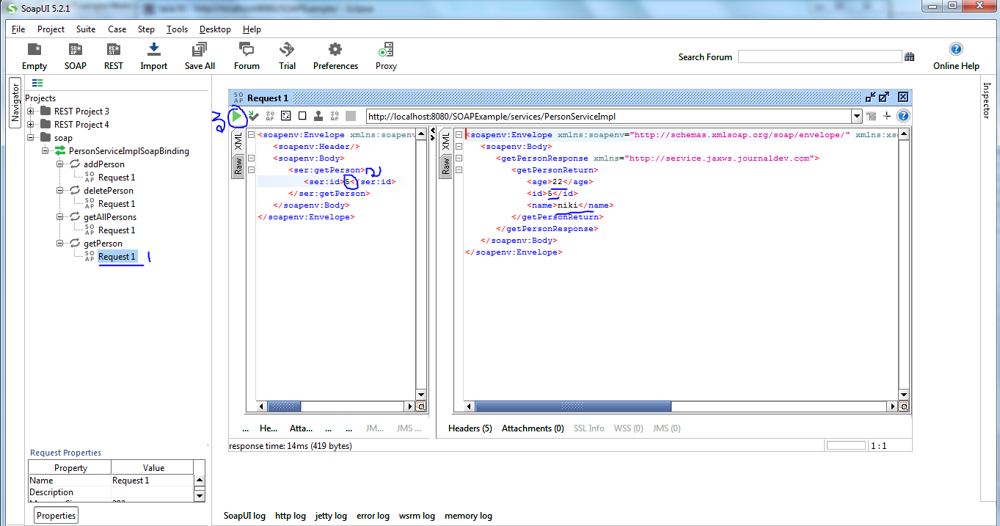 SoapUI 5.2.1
File Project Suite Case Step Tools Desktop Help
Empty SOAP REST Import Save All Forum Trial Preferences Proxy Search Forum Online Help
Navigator
Inspector
Projects
REST Project 3
REST Project 4
soap
PersonServiceImplSoapBinding
addPerson
SOAP Request 1
deletePerson
SOAP Request 1
getAllPersons
SOAP Request 1
getPerson
SOAP Request 1 1
Request Properties
Property Value
Name Request 1
Description
Properties
SOAP Request 1
3 http://localhost:8080/SOAPExample/services/PersonServiceImpl
XML
Raw
<soapenv:Envelope xmlns:soapenv
<soapenv:Header/>
<soapenv:Body>
<ser:getPerson> 2
<ser:id>5</ser:id>
</ser:getPerson>
</soapenv:Body>
</soapenv:Envelope>
... He... Atta... ... ... JM... JMS ...
XML
Raw
<soapenv:Envelope xmlns:soapenv="http://schemas.xmlsoap.org/soap/envelope/" xmlns:xsd
<soapenv:Body>
<getPersonResponse xmlns="http://service.jaxws.journaldev.com">
<getPersonReturn>
<age>22</age>
<id>5</id>
<name>niki</name>
</getPersonReturn>
</getPersonResponse>
</soapenv:Body>
</soapenv:Envelope>
Headers (5) Attachments (0) SSL Info WSS (0) JMS (0)
response time: 14ms (419 bytes) 1 : 1
SoapUI log http log jetty log error log wsrm log memory log